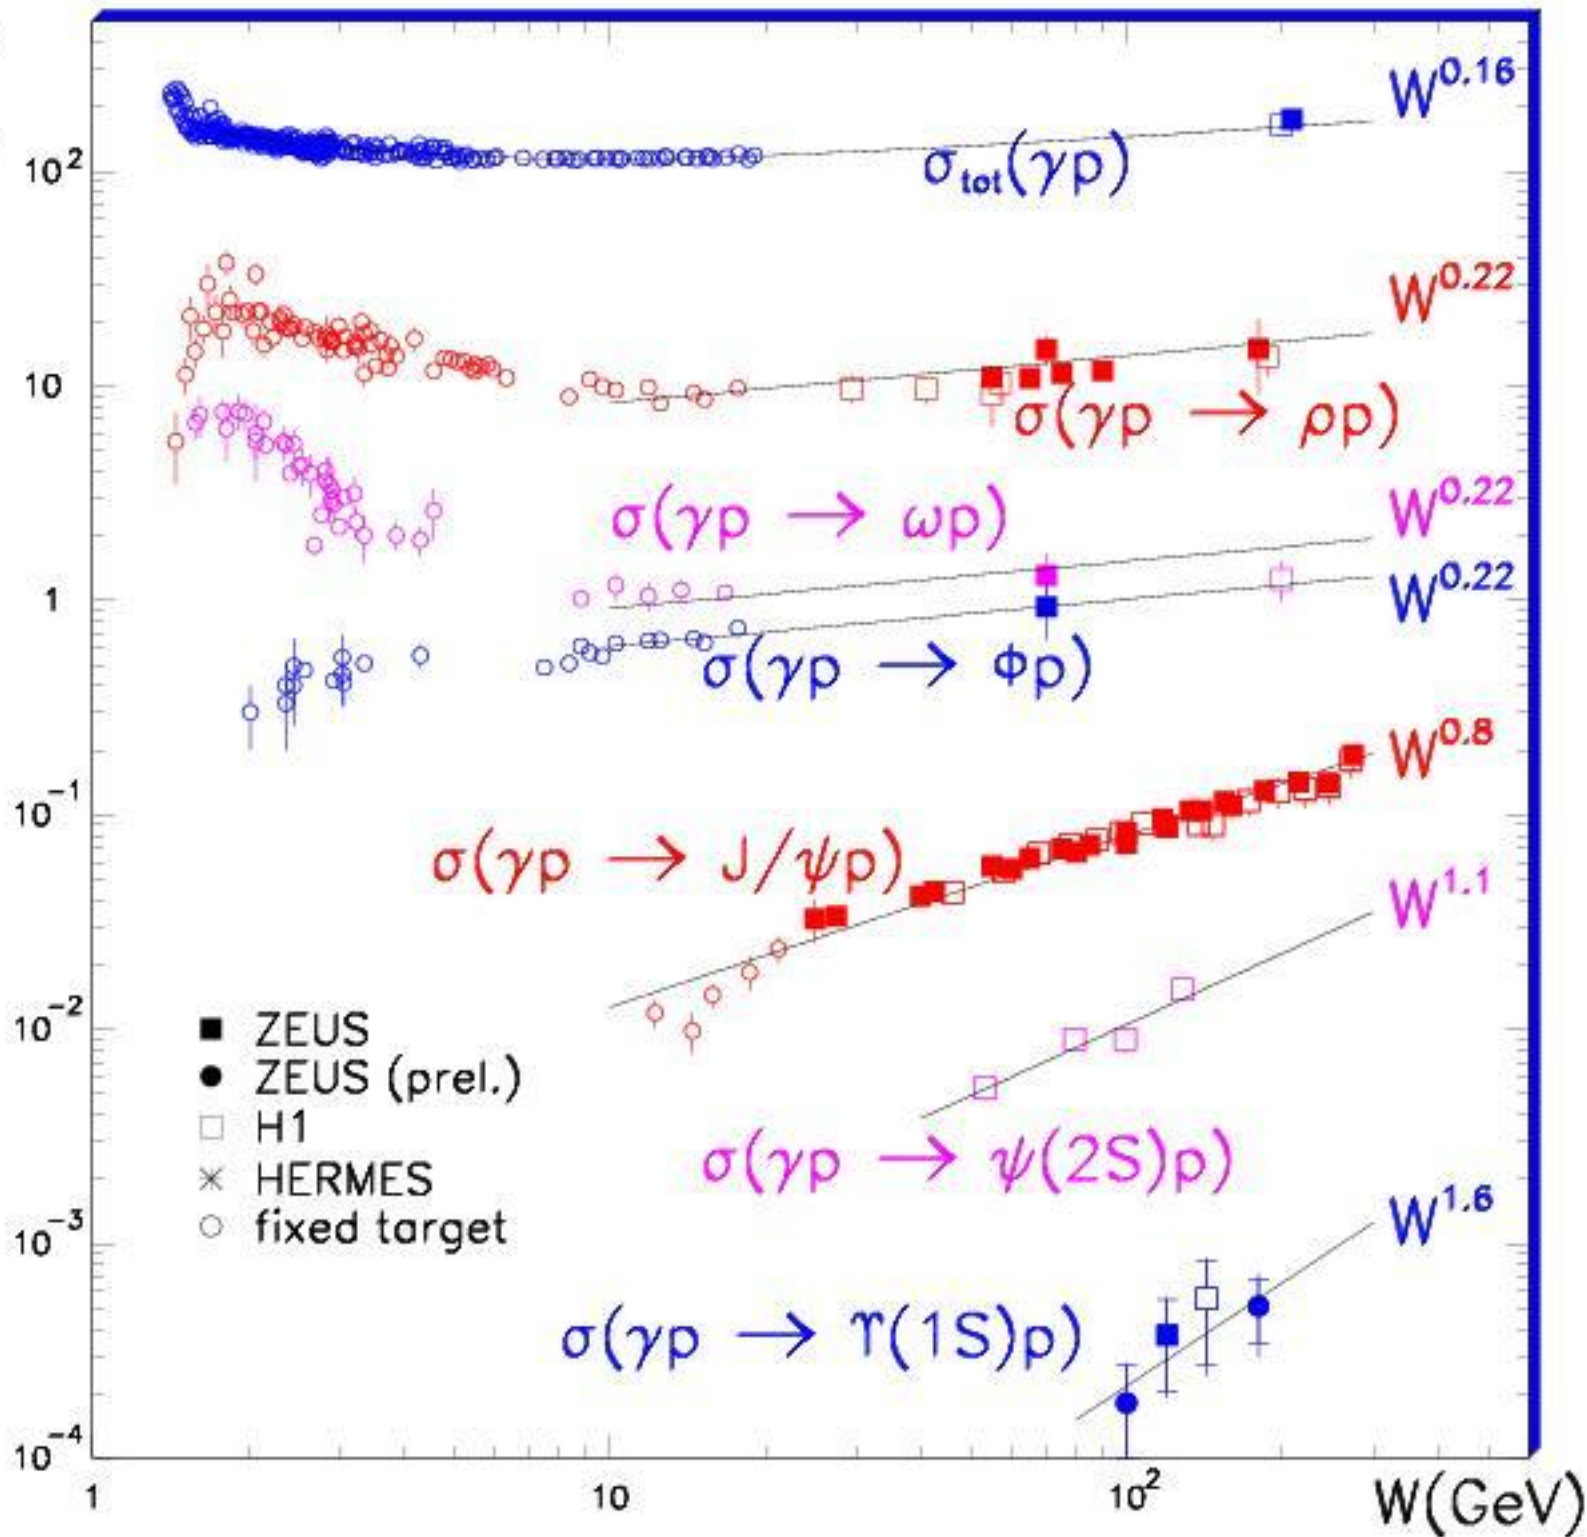 W^0.16
10^2
σ_tot(γp)
W^0.22
10
σ(γp → ρp)
W^0.22
σ(γp → ωp)
1
W^0.22
σ(γp → Φp)
W^0.8
10^-1
σ(γp → J/ψp)
W^1.1
10^-2
■ ZEUS
● ZEUS (prel.)
□ H1
✳ HERMES
○ fixed target
σ(γp → ψ(2S)p)
10^-3
W^1.6
σ(γp → ϒ(1S)p)
10^-4
1 10 10^2 W(GeV)